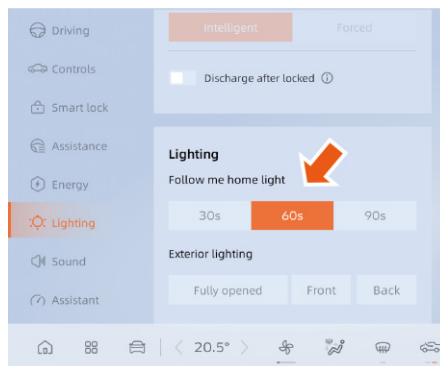 Driving
Controls
Smart lock
Assistance
Energy
Lighting
Sound
Assistant
Intelligent Forced
Discharge after locked
Lighting
Follow me home light
30s 60s 90s
Exterior lighting
Fully opened Front Back
20.5°